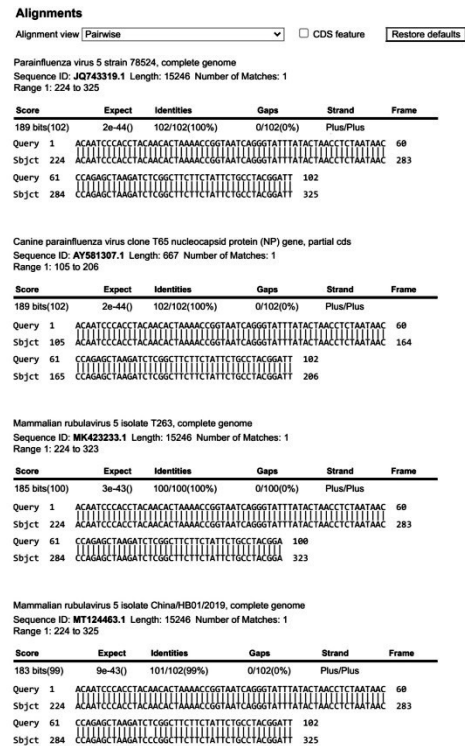 Alignments
Alignment view Pairwise CDS feature Restore defaults
Parainfluenza virus 5 strain 78524, complete genome
Sequence ID: JQ743319.1 Length: 15246 Number of Matches: 1
Range 1: 224 to 325
Score Expect Identities Gaps Strand Frame
189 bits(102) 2e-44() 102/102(100%) 0/102(0%) Plus/Plus
Query 1 ACAATCCCACCTACAACACTAAAACCGGTAATCAGGGTATTTATACTAACCTCTAATAAC 60
Sbjct 224 ACAATCCCACCTACAACACTAAAACCGGTAATCAGGGTATTTATACTAACCTCTAATAAC 283
Query 61 CCAGAGCTAAGATCTCGGCTTCTTCTATTCTGCCTACGGATT 102
Sbjct 284 CCAGAGCTAAGATCTCGGCTTCTTCTATTCTGCCTACGGATT 325
Canine parainfluenza virus clone T65 nucleocapsid protein (NP) gene, partial cds
Sequence ID: AY581307.1 Length: 667 Number of Matches: 1
Range 1: 105 to 206
Score Expect Identities Gaps Strand Frame
189 bits(102) 2e-44() 102/102(100%) 0/102(0%) Plus/Plus
Query 1 ACAATCCCACCTACAACACTAAAACCGGTAATCAGGGTATTTATACTAACCTCTAATAAC 60
Sbjct 105 ACAATCCCACCTACAACACTAAAACCGGTAATCAGGGTATTTATACTAACCTCTAATAAC 164
Query 61 CCAGAGCTAAGATCTCGGCTTCTTCTATTCTGCCTACGGATT 102
Sbjct 165 CCAGAGCTAAGATCTCGGCTTCTTCTATTCTGCCTACGGATT 206
Mammalian rubulavirus 5 isolate T263, complete genome
Sequence ID: MK423233.1 Length: 15246 Number of Matches: 1
Range 1: 224 to 323
Score Expect Identities Gaps Strand Frame
185 bits(100) 3e-43() 100/100(100%) 0/100(0%) Plus/Plus
Query 1 ACAATCCCACCTACAACACTAAAACCGGTAATCAGGGTATTTATACTAACCTCTAATAAC 60
Sbjct 224 ACAATCCCACCTACAACACTAAAACCGGTAATCAGGGTATTTATACTAACCTCTAATAAC 283
Query 61 CCAGAGCTAAGATCTCGGCTTCTTCTATTCTGCCTACGGA 100
Sbjct 284 CCAGAGCTAAGATCTCGGCTTCTTCTATTCTGCCTACGGA 323
Mammalian rubulavirus 5 isolate China/HB01/2019, complete genome
Sequence ID: MT124463.1 Length: 15246 Number of Matches: 1
Range 1: 224 to 325
Score Expect Identities Gaps Strand Frame
183 bits(99) 9e-43() 101/102(99%) 0/102(0%) Plus/Plus
Query 1 ACAATCCCACCTACAACACTAAAACCGGTAATCAGGGTATTTATACTAACCTCTAATAAC 60
Sbjct 224 ACAATCCCACCTACAACACTAAAACCGGTAATCAGGGTATTTATACTAACCTCTAATAAC 283
Query 61 CCAGAGCTAAGATCTCGGCTTCTTCTATTCTGCCTACGGATT 102
Sbjct 284 CCAGAGCTAAGATCCCGGCTTCTTCTATTCTGCCTACGGATT 325